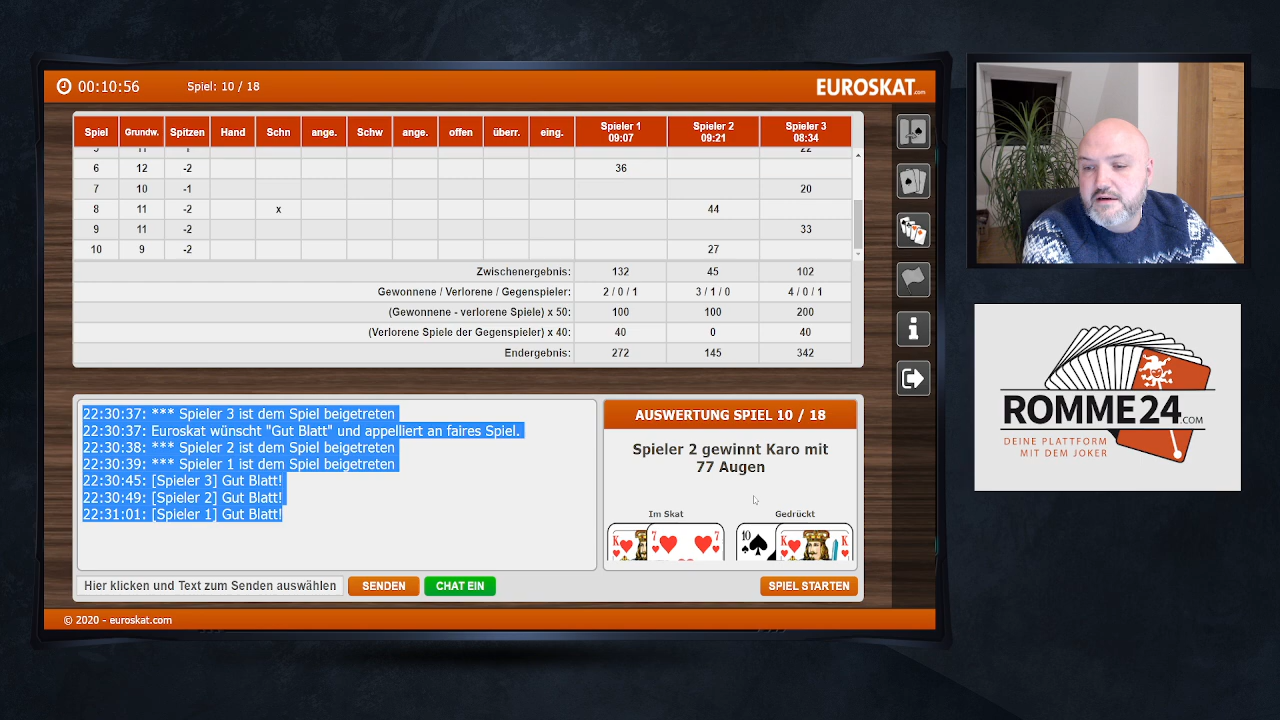 00:10:56 Spiel: 10 / 18 EUROSKAT.com
Spiel Grundw. Spitzen Hand Schn ange. Schw ange. offen überr. eing. Spieler 1 09:07 Spieler 2 09:21 Spieler 3 08:34
5 11 1 22
6 12 -2 36
7 10 -1 20
8 11 -2 x 44
9 11 -2 33
10 9 -2 27
Zwischenergebnis: 132 45 102
Gewonnene / Verlorene / Gegenspieler: 2 / 0 / 1 3 / 1 / 0 4 / 0 / 1
(Gewonnene - verlorene Spiele) x 50: 100 100 200
(Verlorene Spiele der Gegenspieler) x 40: 40 0 40
Endergebnis: 272 145 342
22:30:37: *** Spieler 3 ist dem Spiel beigetreten
22:30:37: Euroskat wünscht "Gut Blatt" und appelliert an faires Spiel.
22:30:38: *** Spieler 2 ist dem Spiel beigetreten
22:30:39: *** Spieler 1 ist dem Spiel beigetreten
22:30:45: [Spieler 3] Gut Blatt!
22:30:49: [Spieler 2] Gut Blatt!
22:31:01: [Spieler 1] Gut Blatt!
Hier klicken und Text zum Senden auswählen SENDEN CHAT EIN
AUSWERTUNG SPIEL 10 / 18
Spieler 2 gewinnt Karo mit
77 Augen
Im Skat Gedrückt
K 7 7 10 K K
SPIEL STARTEN
© 2020 - euroskat.com
ROMME24.COM
DEINE PLATTFORM
MIT DEM JOKER